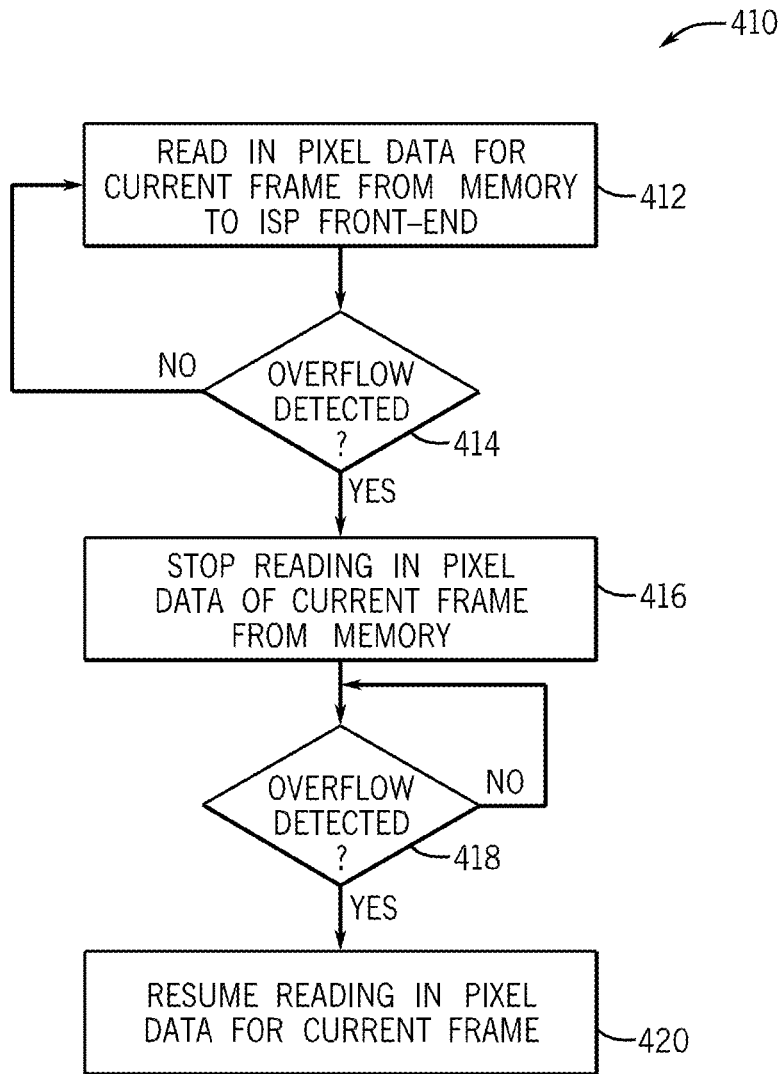 410
READ IN PIXEL DATA FOR
CURRENT FRAME FROM MEMORY
TO ISP FRONT–END
412
NO
OVERFLOW
DETECTED
?
414
YES
STOP READING IN PIXEL
DATA OF CURRENT FRAME
FROM MEMORY
416
OVERFLOW
DETECTED
?
NO
418
YES
RESUME READING IN PIXEL
DATA FOR CURRENT FRAME
420